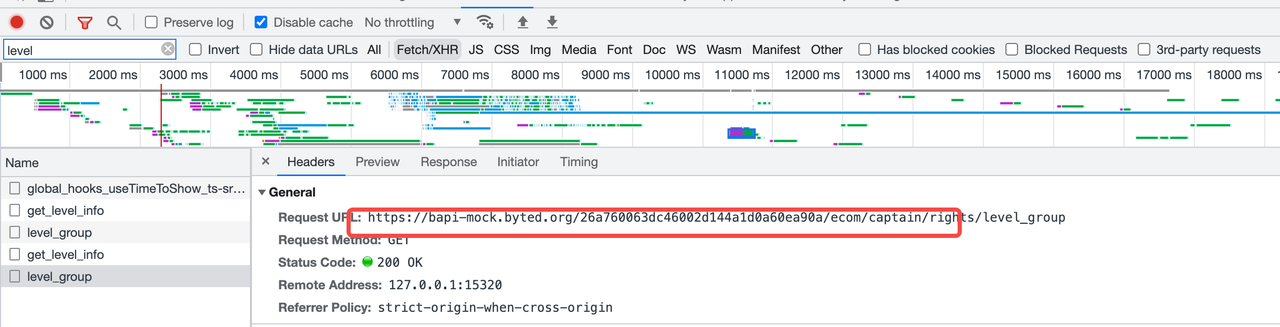 Preserve log Disable cache No throttling
level Invert Hide data URLs All Fetch/XHR JS CSS Img Media Font Doc WS Wasm Manifest Other Has blocked cookies Blocked Requests 3rd-party requests
1000 ms 2000 ms 3000 ms 4000 ms 5000 ms 6000 ms 7000 ms 8000 ms 9000 ms 10000 ms 11000 ms 12000 ms 13000 ms 14000 ms 15000 ms 16000 ms 17000 ms 18000 ms
Name
global_hooks_useTimeToShow_ts-sr...
get_level_info
level_group
get_level_info
level_group
× Headers Preview Response Initiator Timing
General
Request URL: https://bapi-mock.byted.org/26a760063dc46002d144a1d0a60ea90a/ecom/captain/rights/level_group
Request Method: GET
Status Code: 200 OK
Remote Address: 127.0.0.1:15320
Referrer Policy: strict-origin-when-cross-origin